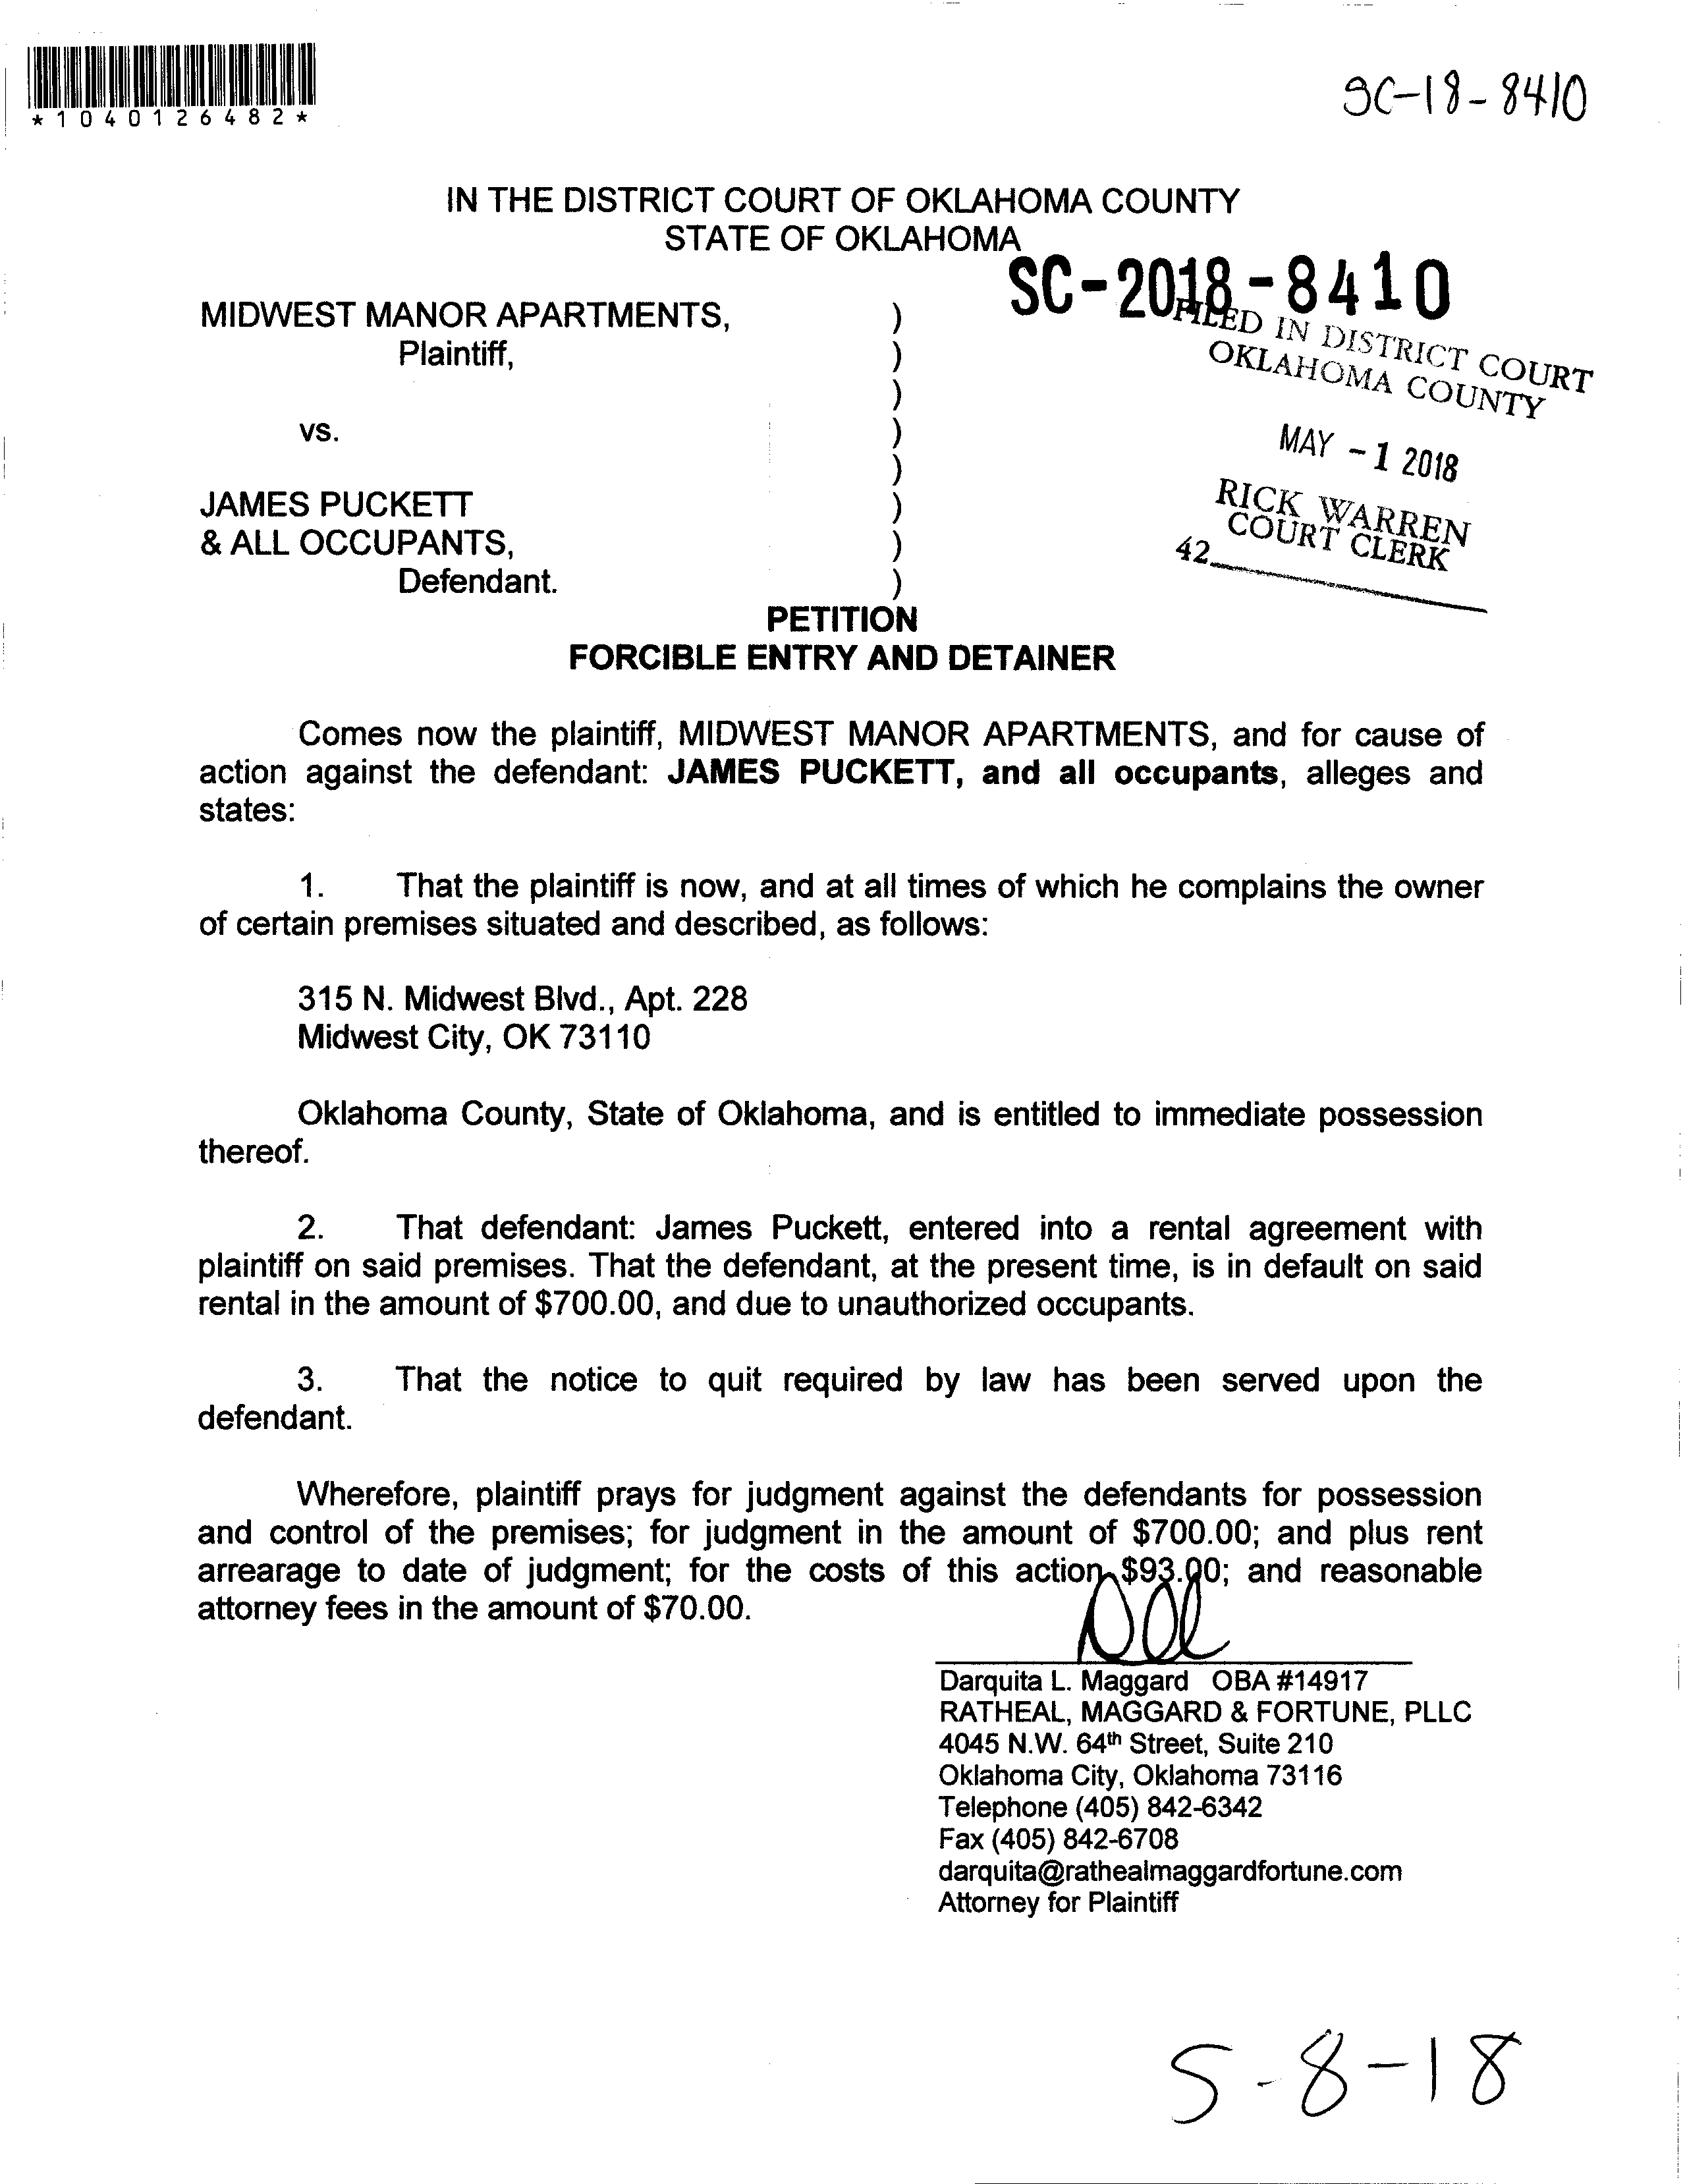 *1040126482*
SC-18-8410
IN THE DISTRICT COURT OF OKLAHOMA COUNTY
STATE OF OKLAHOMA
SC-2018-8410
FILED IN DISTRICT COURT
OKLAHOMA COUNTY
MAY -1 2018
RICK WARREN
COURT CLERK
42
MIDWEST MANOR APARTMENTS, )
Plaintiff, )
)
vs. )
)
JAMES PUCKETT )
& ALL OCCUPANTS, )
Defendant. )
PETITION
FORCIBLE ENTRY AND DETAINER
Comes now the plaintiff, MIDWEST MANOR APARTMENTS, and for cause of
action against the defendant: JAMES PUCKETT, and all occupants, alleges and
states:
1. That the plaintiff is now, and at all times of which he complains the owner
of certain premises situated and described, as follows:
315 N. Midwest Blvd., Apt. 228
Midwest City, OK 73110
Oklahoma County, State of Oklahoma, and is entitled to immediate possession
thereof.
2. That defendant: James Puckett, entered into a rental agreement with
plaintiff on said premises. That the defendant, at the present time, is in default on said
rental in the amount of $700.00, and due to unauthorized occupants.
3. That the notice to quit required by law has been served upon the
defendant.
Wherefore, plaintiff prays for judgment against the defendants for possession
and control of the premises; for judgment in the amount of $700.00; and plus rent
arrearage to date of judgment; for the costs of this action $93.00; and reasonable
attorney fees in the amount of $70.00.
Darquita L. Maggard OBA #14917
RATHEAL, MAGGARD & FORTUNE, PLLC
4045 N.W. 64th Street, Suite 210
Oklahoma City, Oklahoma 73116
Telephone (405) 842-6342
Fax (405) 842-6708
darquita@rathealmaggardfortune.com
Attorney for Plaintiff
5-8-18